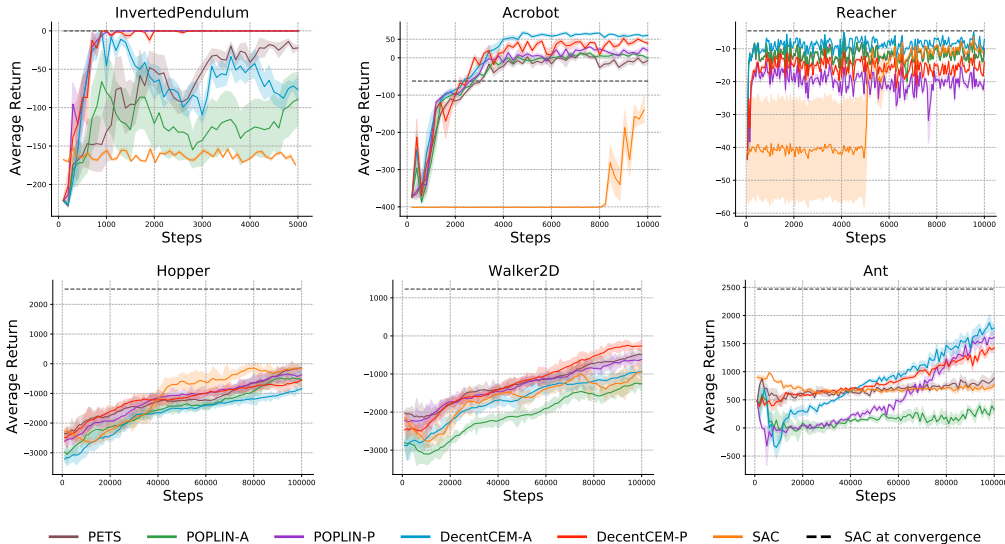 InvertedPendulum
Average Return
0
−50
−100
−150
−200
0 1000 2000 3000 4000 5000
Steps
Acrobot
Average Return
50
0
−100
−200
−300
−400
0 2000 4000 6000 8000 10000
Steps
Reacher
Average Return
−10
−20
−30
−40
−50
−60
0 2000 4000 6000 8000 10000
Steps
Hopper
Average Return
2000
1000
0
−1000
−2000
−3000
0 20000 40000 60000 80000 100000
Steps
Walker2D
Average Return
1000
0
−1000
−2000
−3000
0 20000 40000 60000 80000 100000
Steps
Ant
Average Return
2500
2000
1500
1000
500
0
−500
0 20000 40000 60000 80000 100000
Steps
PETS POPLIN-A POPLIN-P DecentCEM-A DecentCEM-P SAC SAC at convergence